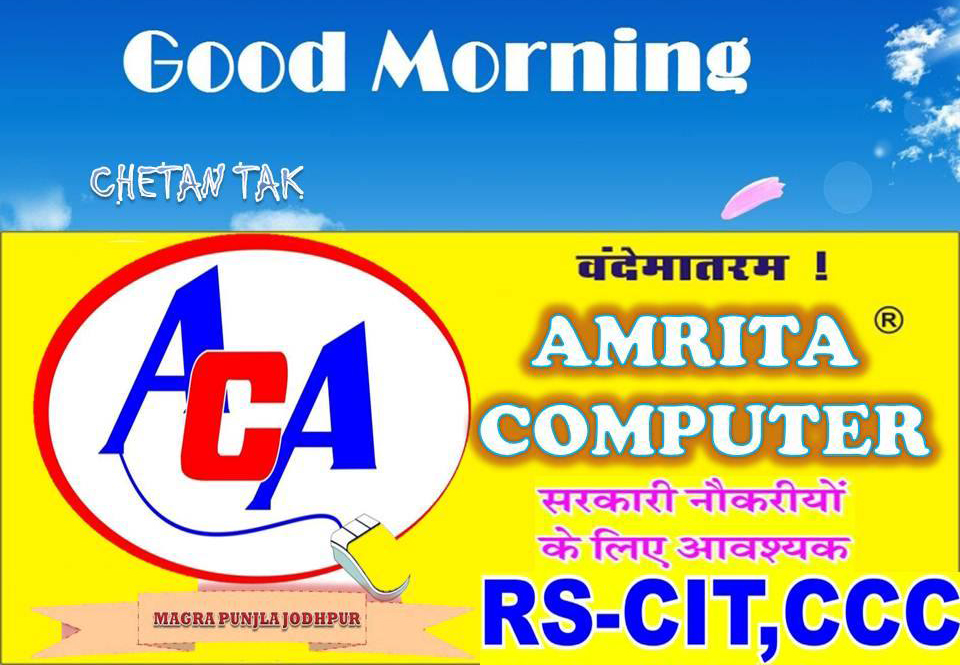 Good Morning
CHETAN TAK
ACA
MAGRA PUNJLA JODHPUR
वंदेमातरम !
AMRITA ®
COMPUTER
सरकारी नौकरीयों
के लिए आवश्यक
RS-CIT,CCC